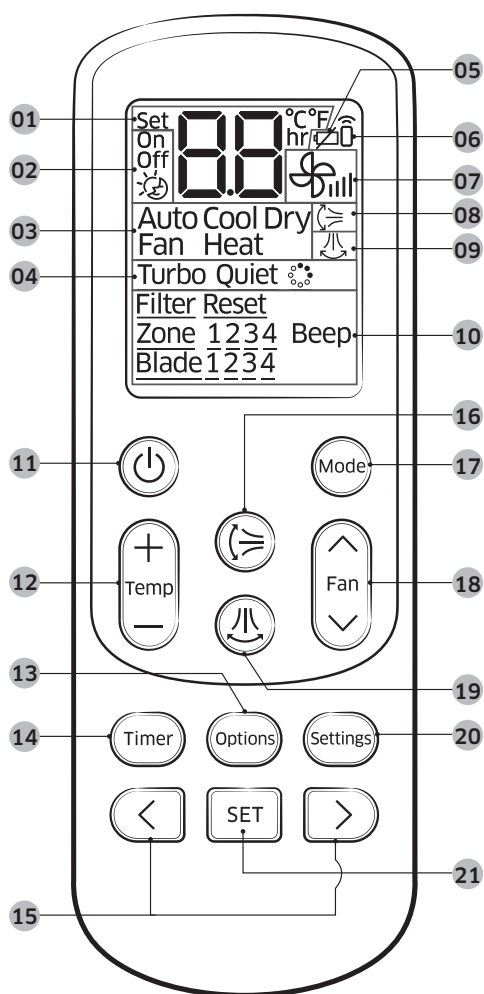 05
01
Set
88
°C°F
hr
06
On
Off
02
07
Auto Cool Dry
08
03
Fan Heat
09
04
Turbo Quiet
Filter Reset
Zone 1 2 3 4 Beep
10
Blade 1 2 3 4
16
11
Mode
17
12
+
Temp
−
Fan
18
13
19
14
Timer
Options
Settings
20
<
SET
>
21
15